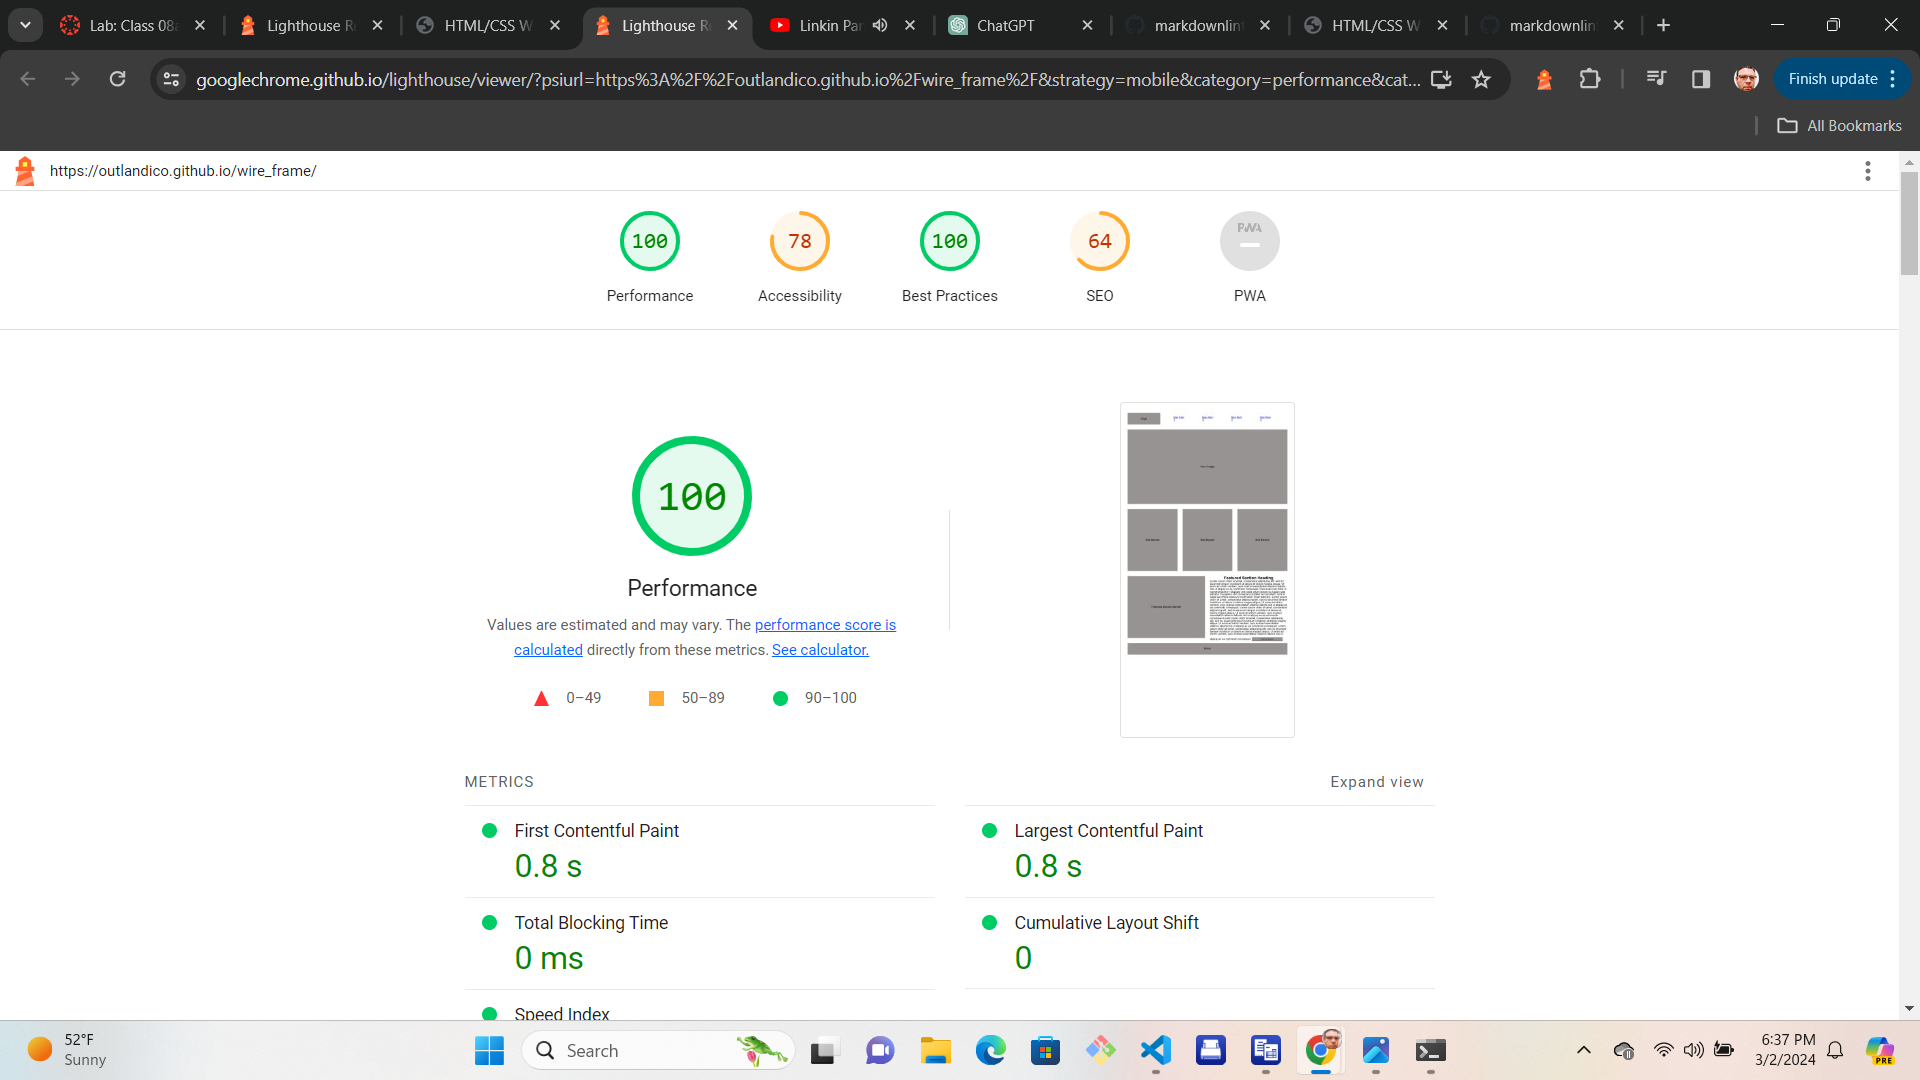 Lab: Class 08
Lighthouse R
HTML/CSS W
Lighthouse R
Linkin Par
ChatGPT
markdownlin
HTML/CSS W
markdownlin
googlechrome.github.io/lighthouse/viewer/?psiurl=https%3A%2F%2Foutlandico.github.io%2Fwire_frame%2F&strategy=mobile&category=performance&cat...
Finish update
All Bookmarks
https://outlandico.github.io/wire_frame/
100
78
100
64
PWA
Performance
Accessibility
Best Practices
SEO
PWA
100
Performance
Values are estimated and may vary. The performance score is
calculated directly from these metrics. See calculator.
0–49
50–89
90–100
Featured Section Heading
METRICS
Expand view
First Contentful Paint
0.8 s
Largest Contentful Paint
0.8 s
Total Blocking Time
0 ms
Cumulative Layout Shift
0
Speed Index
52°F
Sunny
Search
6:37 PM
3/2/2024
PRE